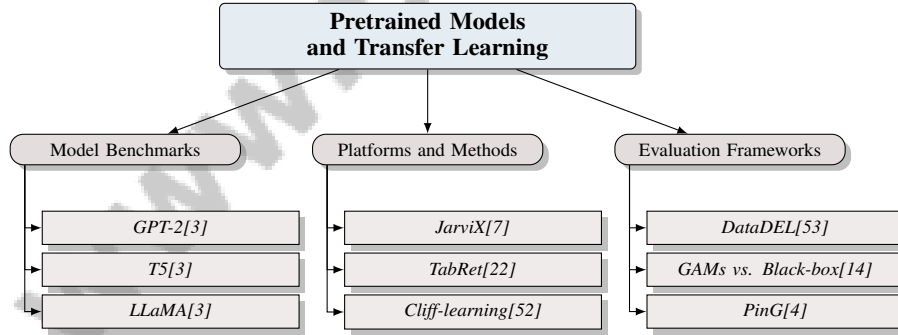 Pretrained Models
and Transfer Learning
Model Benchmarks
Platforms and Methods
Evaluation Frameworks
GPT-2[3]
JarviX[7]
DataDEL[53]
T5[3]
TabRet[22]
GAMs vs. Black-box[14]
LLaMA[3]
Cliff-learning[52]
PinG[4]
www.